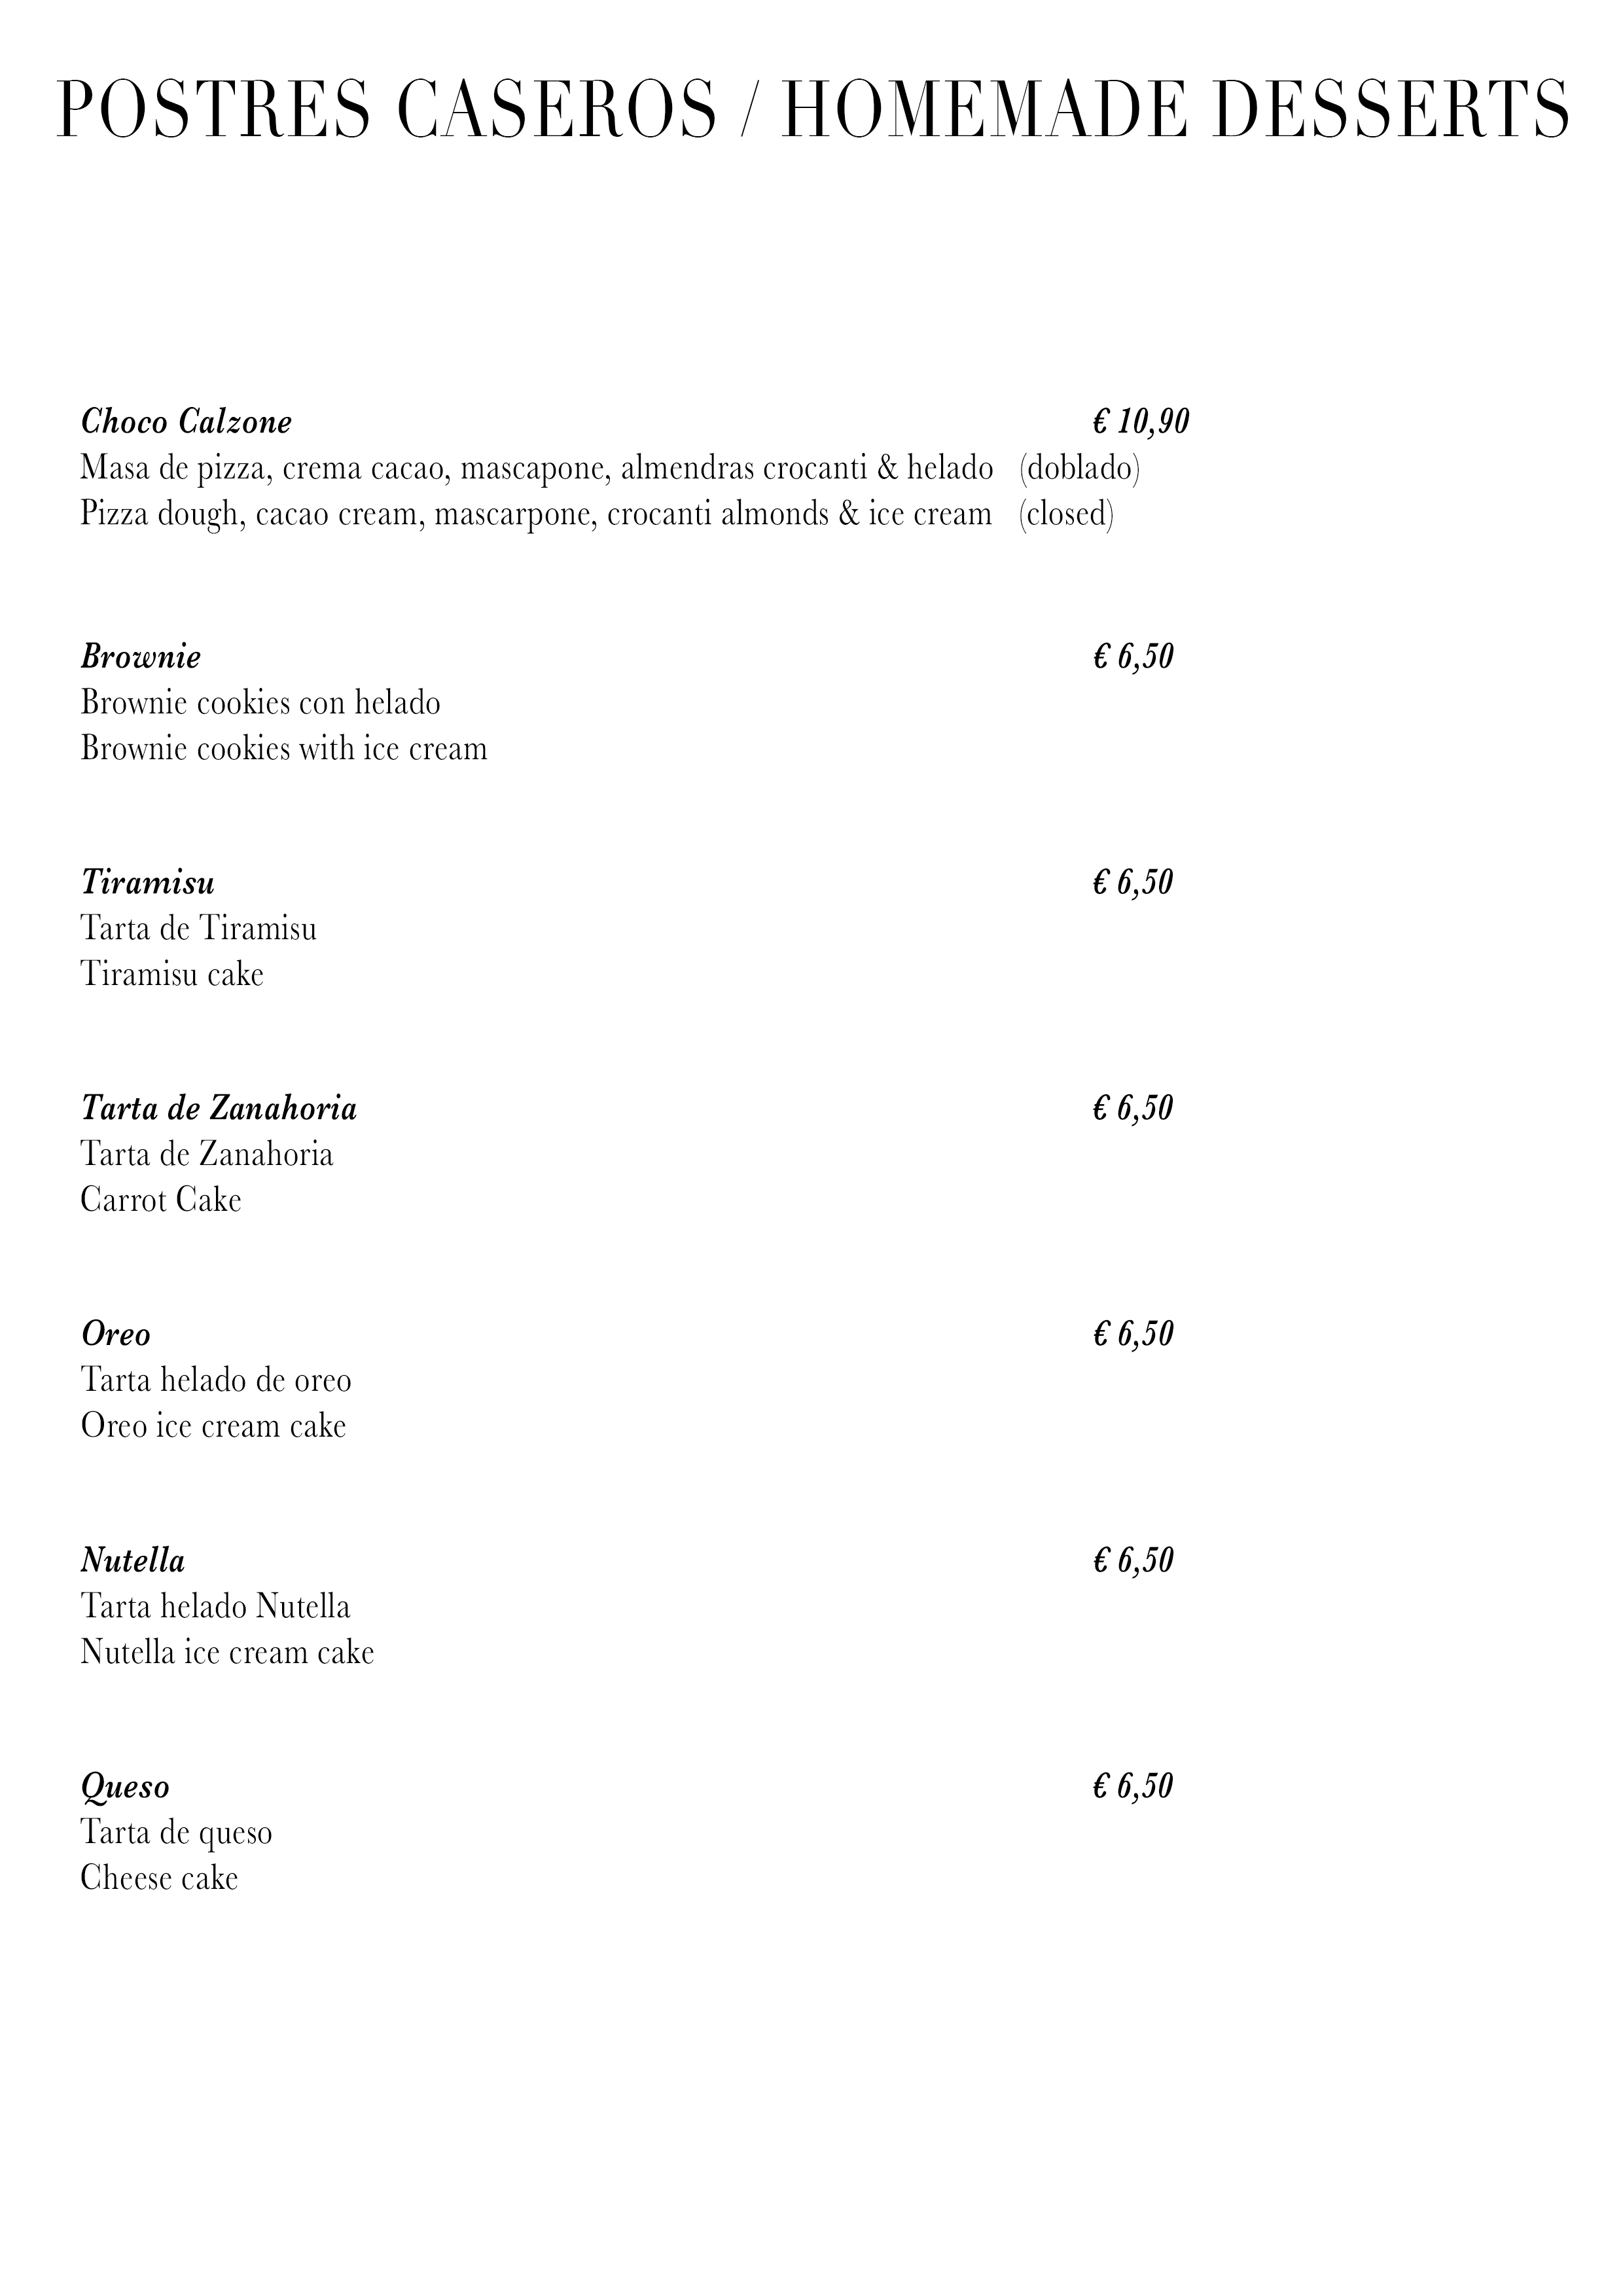 POSTRES CASEROS / HOMEMADE DESSERTS
Choco Calzone € 10,90
Masa de pizza, crema cacao, mascapone, almendras crocanti & helado (doblado)
Pizza dough, cacao cream, mascarpone, crocanti almonds & ice cream (closed)
Brownie € 6,50
Brownie cookies con helado
Brownie cookies with ice cream
Tiramisu € 6,50
Tarta de Tiramisu
Tiramisu cake
Tarta de Zanahoria € 6,50
Tarta de Zanahoria
Carrot Cake
Oreo € 6,50
Tarta helado de oreo
Oreo ice cream cake
Nutella € 6,50
Tarta helado Nutella
Nutella ice cream cake
Queso € 6,50
Tarta de queso
Cheese cake